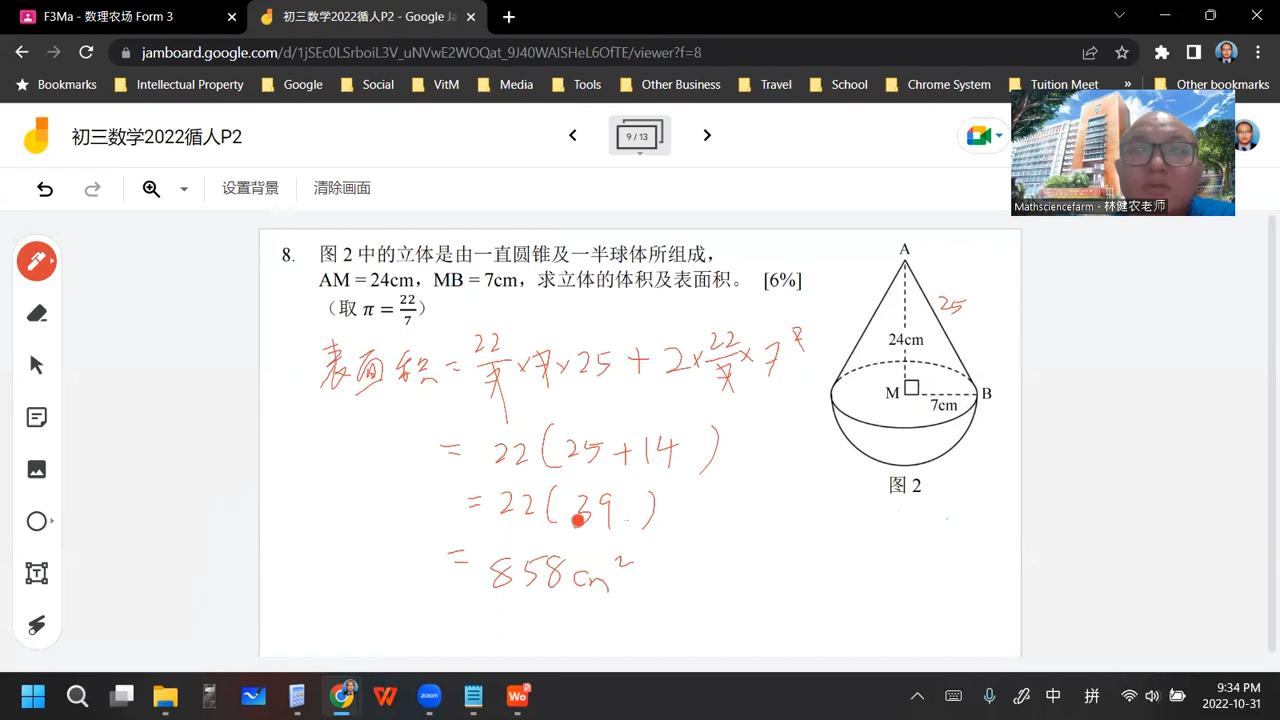 F3Ma - 数理农场 Form 3
初三数学2022循人P2 - Google Ja
jamboard.google.com/d/1jSEc0LSrboiL3V_uNVwE2WOQat_9J40WAISHeL6OfTE/viewer?f=8
Bookmarks Intellectual Property Google Social VitM Media Tools Other Business Travel School Chrome System Tuition Meet » Other bookmarks
初三数学2022循人P2
9 / 13
Mathsciencefarm - 林健农老师
设置背景 清除画面
8. 图 2 中的立体是由一直圆锥及一半球体所组成，
AM = 24cm，MB = 7cm，求立体的体积及表面积。 [6%]
（取 π = 22/7）
表面积 = 22/7 × 7 × 25 + 2 × 22/7 × 7²
= 22 ( 25 + 14 )
= 22 ( 39 )
= 858 cm²
A
25
24cm
M
B
7cm
图 2
Wo
中
拼
9:34 PM
2022-10-31